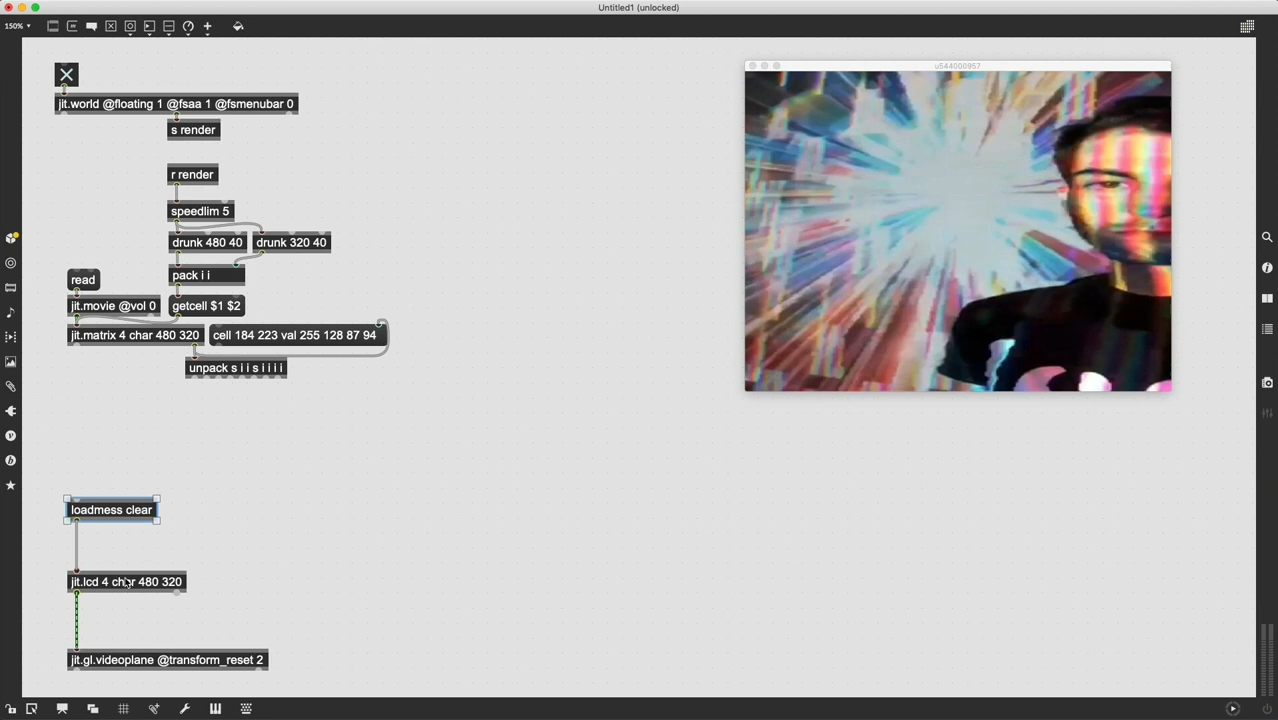 Untitled1 (unlocked)
150%
u544000957
jit.world @floating 1 @fsaa 1 @fsmenubar 0
s render
r render
speedlim 5
drunk 480 40
drunk 320 40
pack i i
read
jit.movie @vol 0
getcell $1 $2
jit.matrix 4 char 480 320
cell 184 223 val 255 128 87 94
unpack s i i s i i i i
loadmess clear
jit.lcd 4 char 480 320
jit.gl.videoplane @transform_reset 2